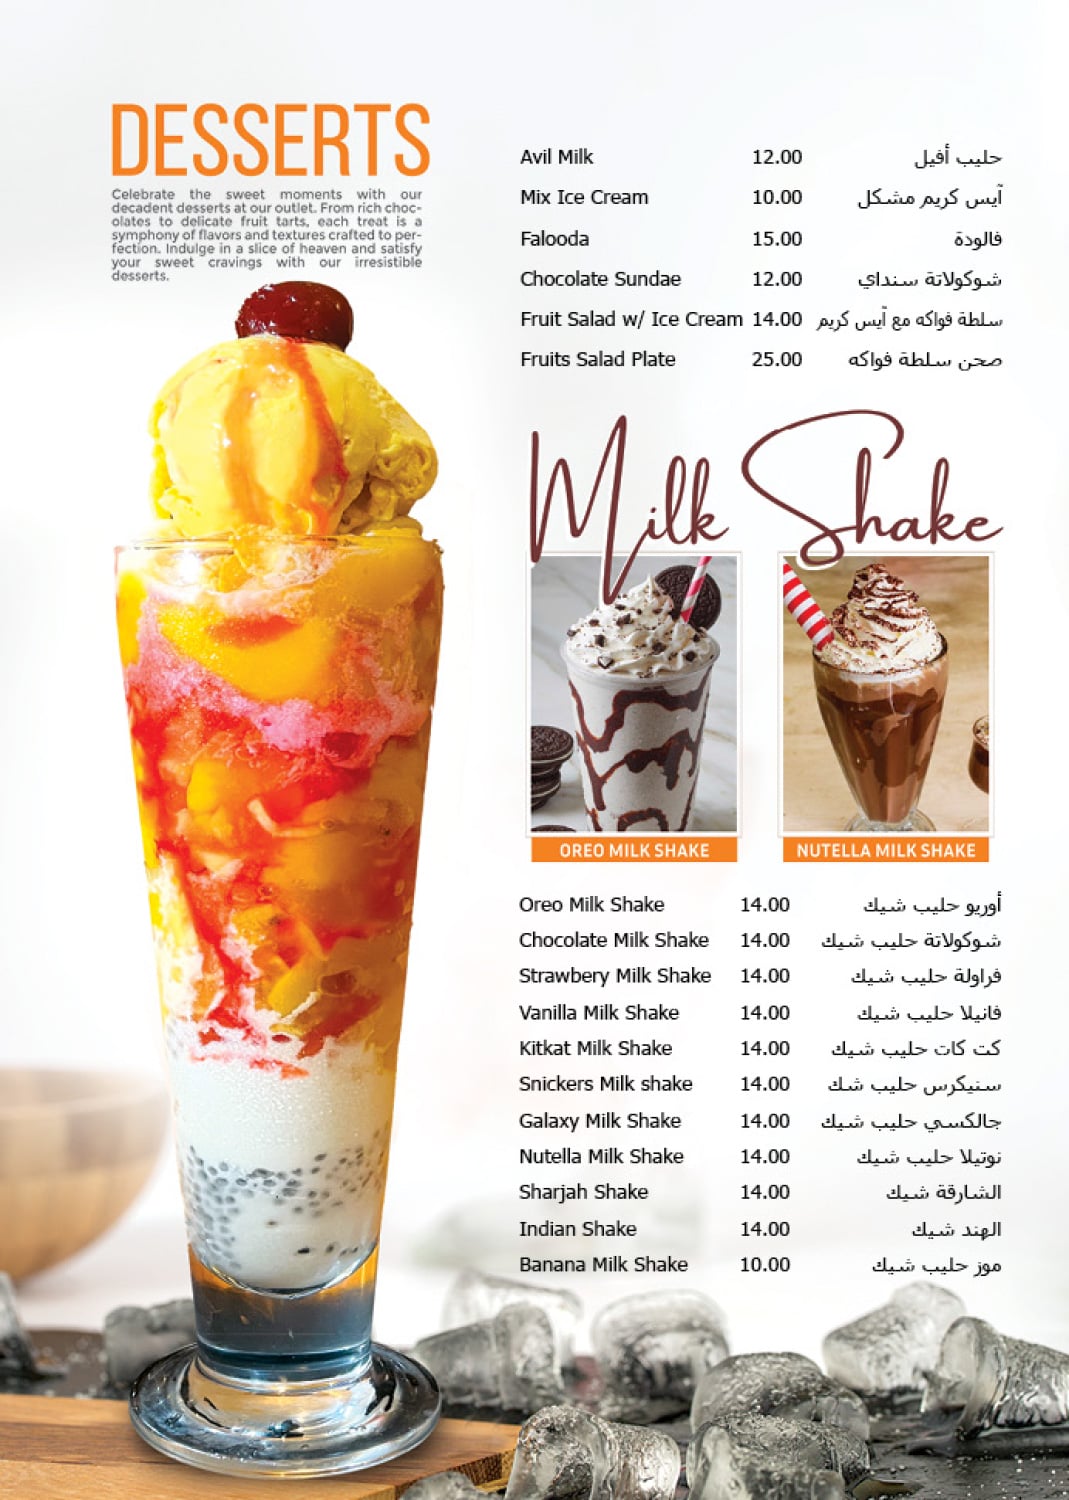 DESSERTS
Celebrate the sweet moments with our
decadent desserts at our outlet. From rich choc-
olates to delicate fruit tarts, each treat is a
symphony of flavors and textures crafted to per-
fection. Indulge in a slice of heaven and satisfy
your sweet cravings with our irresistible
desserts.
Avil Milk 12.00 حليب أفيل
Mix Ice Cream 10.00 آيس كريم مشكل
Falooda 15.00 فالودة
Chocolate Sundae 12.00 شوكولاتة سنداي
Fruit Salad w/ Ice Cream 14.00 سلطة فواكه مع آيس كريم
Fruits Salad Plate 25.00 صحن سلطة فواكه
Milk Shake
OREO MILK SHAKE
NUTELLA MILK SHAKE
Oreo Milk Shake 14.00 أوريو حليب شيك
Chocolate Milk Shake 14.00 شوكولاتة حليب شيك
Strawbery Milk Shake 14.00 فراولة حليب شيك
Vanilla Milk Shake 14.00 فانيلا حليب شيك
Kitkat Milk Shake 14.00 كت كات حليب شيك
Snickers Milk shake 14.00 سنيكرس حليب شك
Galaxy Milk Shake 14.00 جالكسي حليب شيك
Nutella Milk Shake 14.00 نوتيلا حليب شيك
Sharjah Shake 14.00 الشارقة شيك
Indian Shake 14.00 الهند شيك
Banana Milk Shake 10.00 موز حليب شيك